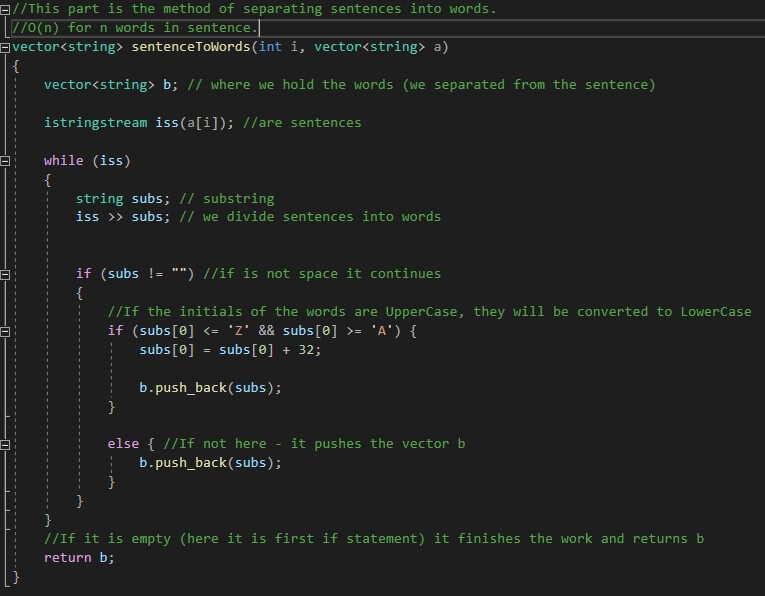 //This part is the method of separating sentences into words.
//O(n) for n words in sentence.
vector<string> sentenceToWords(int i, vector<string> a)
{
    vector<string> b; // where we hold the words (we separated from the sentence)
    istringstream iss(a[i]); //are sentences
    while (iss)
    {
        string subs; // substring
        iss >> subs; // we divide sentences into words
        if (subs != "") //if is not space it continues
        {
            //If the initials of the words are UpperCase, they will be converted to LowerCase
            if (subs[0] <= 'Z' && subs[0] >= 'A') {
                subs[0] = subs[0] + 32;
                b.push_back(subs);
            }
            else { //If not here - it pushes the vector b
                b.push_back(subs);
            }
        }
    }
    //If it is empty (here it is first if statement) it finishes the work and returns b
    return b;
}